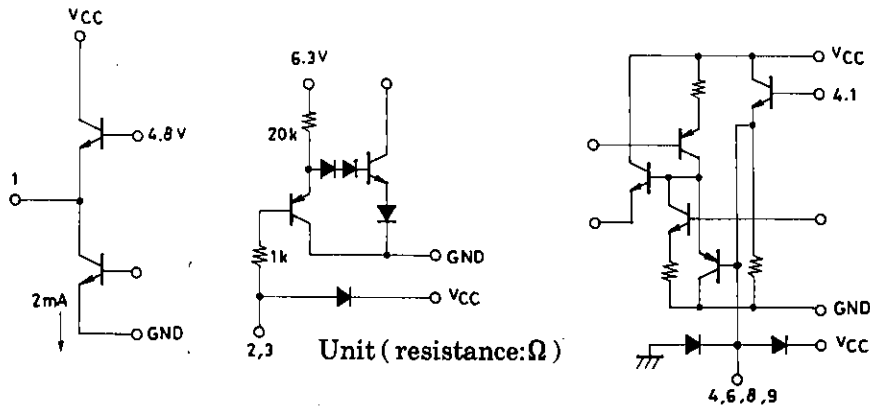 VCC
4.8V
1
2mA
GND
6.3V
20k
1k
GND
VCC
2,3
Unit (resistance:Ω)
VCC
4.1
GND
VCC
4,6,8,9